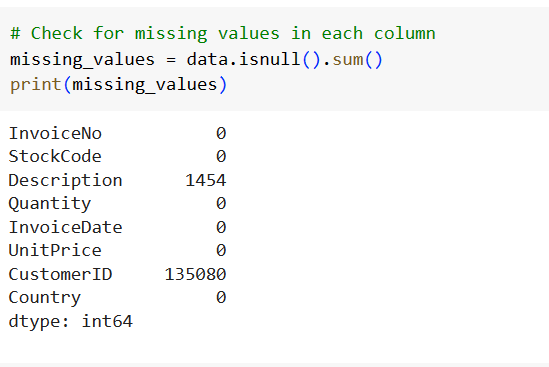 # Check for missing values in each column
missing_values = data.isnull().sum()
print(missing_values)
InvoiceNo 0
StockCode 0
Description 1454
Quantity 0
InvoiceDate 0
UnitPrice 0
CustomerID 135080
Country 0
dtype: int64